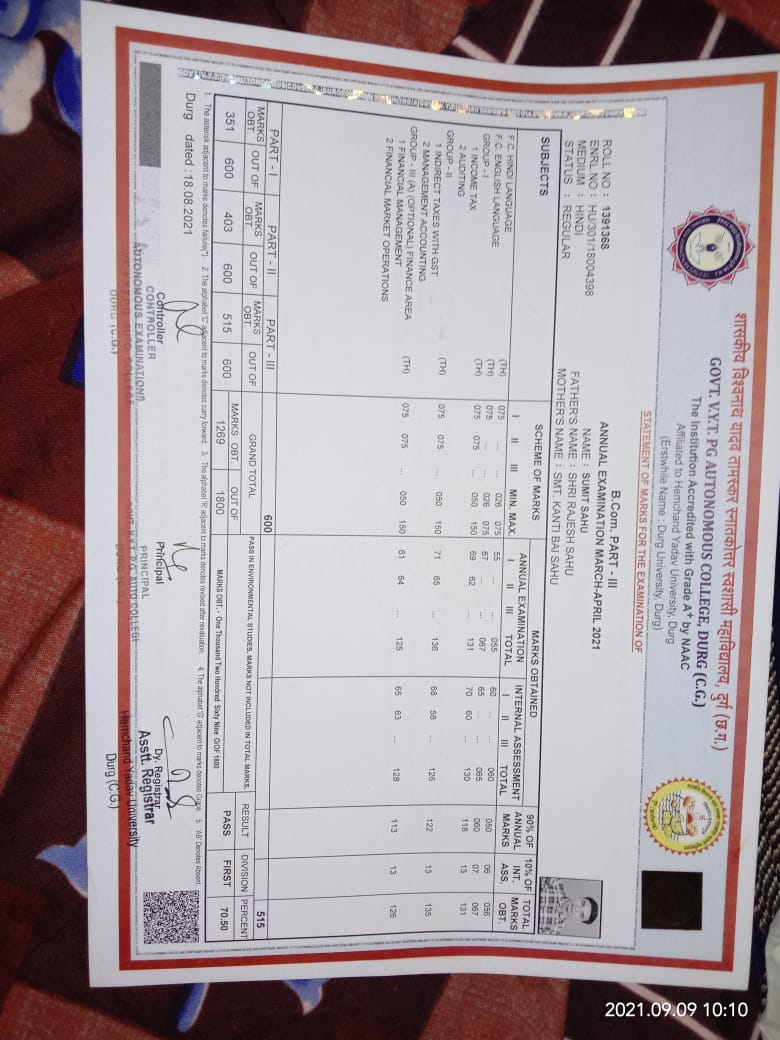 शासकीय विश्वनाथ यादव तामस्कर स्नातकोत्तर स्वशासी महाविद्यालय, दुर्ग (छ.ग.)
GOVT. V.Y.T. PG AUTONOMOUS COLLEGE, DURG (C.G.)
The Institution Accredited with Grade A+ by NAAC
Affiliated to Hemchand Yadav University, Durg
(Erstwhile Name : Durg University, Durg)
STATEMENT OF MARKS FOR THE EXAMINATION OF
B.Com. PART - III
ANNUAL EXAMINATION MARCH-APRIL 2021
ROLL NO : 1391368 NAME : SUMIT SAHU
ENRL NO : HU/301/18004398 FATHER'S NAME : SHRI RAJESH SAHU
MEDIUM : HINDI MOTHER'S NAME : SMT. KANTI BAI SAHU
STATUS : REGULAR
SUBJECTS SCHEME OF MARKS MARKS OBTAINED 90% OF ANNUAL MARKS 10% OF INT. ASS. TOTAL MARKS OBT.
ANNUAL EXAMINATION INTERNAL ASSESSMENT
I II III MIN. MAX. I II III TOTAL I II III TOTAL
F.C. HINDI LANGUAGE (TH) 075 ... ... 026 075 55 ... ... 055 60 ... ... 060 050 06 056
F.C. ENGLISH LANGUAGE (TH) 075 ... ... 026 075 67 ... ... 067 65 ... ... 065 060 07 067
GROUP - I
1 INCOME TAX (TH) 075 075 ... 050 150 69 62 ... 131 70 60 ... 130 118 13 131
2 AUDITING
GROUP - II
1 INDIRECT TAXES WITH GST (TH) 075 075 ... 050 150 71 65 ... 136 68 58 ... 126 122 13 135
2 MANAGEMENT ACCOUNTING
GROUP - III (A) (OPTIONAL) FINANCE AREA
1 FINANCIAL MANAGEMENT (TH) 075 075 ... 050 150 61 64 ... 125 65 63 ... 128 113 13 126
2 FINANCIAL MARKET OPERATIONS
600 515
PART - I PART - II PART - III GRAND TOTAL PASS IN ENVIRONMENTAL STUDIES, MARKS NOT INCLUDED IN TOTAL MARKS. RESULT DIVISION PERCENT
MARKS OBT. OUT OF MARKS OBT. OUT OF MARKS OBT. OUT OF MARKS OBT. OUT OF
351 600 403 600 515 600 1269 1800 MARKS OBT. - One Thousand Two Hundred Sixty Nine O/OF 1800 PASS FIRST 70.50
1. The asterisk adjacent to marks denotes failure(*). 2. The alphabet 'C' adjacent to marks denotes carry forward. 3. The alphabet 'R' adjacent to marks denotes revised after revaluation. 4. The alphabet 'G' adjacent to marks denotes Grace. 5. 'AB' Denotes Absent
Durg dated : 18.08.2021
Controller Principal Dy. Registrar
CONTROLLER PRINCIPAL Asstt. Registrar
AUTONOMOUS EXAMINATIONS GOVT. V.Y.T. P.G. AUTO COLLEGE Hemchand Yadav University
DURG (C.G.) DURG (C.G.) Durg (C.G)
2021.09.09 10:10